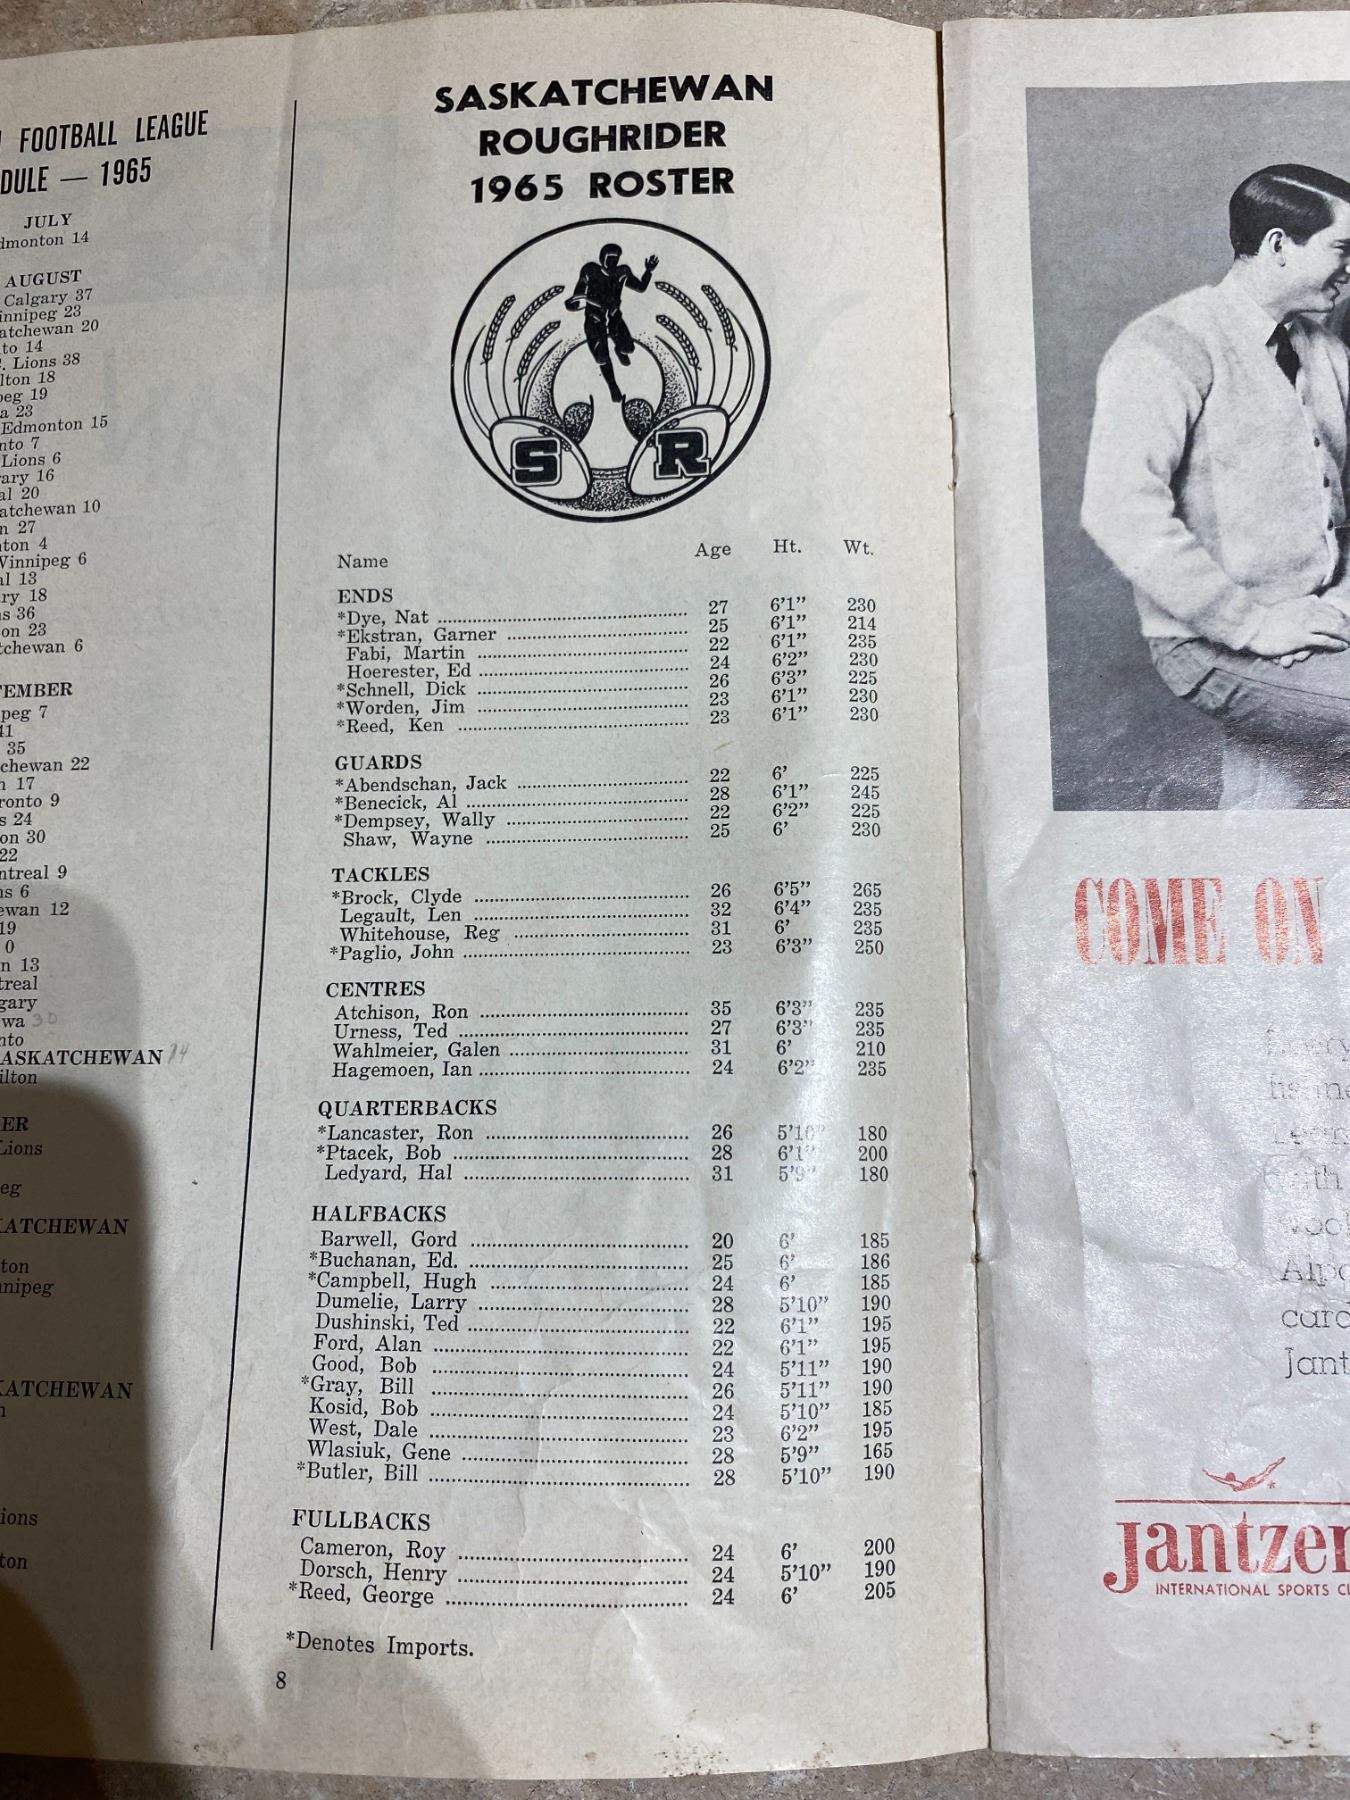 FOOTBALL LEAGUE
DULE — 1965
JULY
dmonton 14
AUGUST
Calgary 37
innipeg 23
atchewan 20
to 14
. Lions 38
lton 18
peg 19
a 23
Edmonton 15
nto 7
Lions 6
ary 16
al 20
atchewan 10
n 27
ton 4
Winnipeg 6
al 13
ry 18
s 36
on 23
tchewan 6
TEMBER
peg 7
41
35
chewan 22
n 17
ronto 9
s 24
on 30
22
ntreal 9
ns 6
ewan 12
19
0
n 13
treal
gary
wa 30
nto
ASKATCHEWAN
ilton
ER
Lions
eg
KATCHEWAN
ton
nnipeg
KATCHEWAN
n
ions
ton
SASKATCHEWAN
ROUGHRIDER
1965 ROSTER
S R
Name Age Ht. Wt.
ENDS
*Dye, Nat 27 6'1" 230
*Ekstran, Garner 25 6'1" 214
Fabi, Martin 22 6'1" 235
Hoerester, Ed 24 6'2" 230
*Schnell, Dick 26 6'3" 225
*Worden, Jim 23 6'1" 230
*Reed, Ken 23 6'1" 230
GUARDS
*Abendschan, Jack 22 6' 225
*Benecick, Al 28 6'1" 245
*Dempsey, Wally 22 6'2" 225
Shaw, Wayne 25 6' 230
TACKLES
*Brock, Clyde 26 6'5" 265
Legault, Len 32 6'4" 235
Whitehouse, Reg 31 6' 235
*Paglio, John 23 6'3" 250
CENTRES
Atchison, Ron 35 6'3" 235
Urness, Ted 27 6'3" 235
Wahlmeier, Galen 31 6' 210
Hagemoen, Ian 24 6'2" 235
QUARTERBACKS
*Lancaster, Ron 26 5'10" 180
*Ptacek, Bob 28 6'1" 200
Ledyard, Hal 31 5'9" 180
HALFBACKS
Barwell, Gord 20 6' 185
*Buchanan, Ed. 25 6' 186
*Campbell, Hugh 24 6' 185
Dumelie, Larry 28 5'10" 190
Dushinski, Ted 22 6'1" 195
Ford, Alan 22 6'1" 195
Good, Bob 24 5'11" 190
*Gray, Bill 26 5'11" 190
Kosid, Bob 24 5'10" 185
West, Dale 23 6'2" 195
Wlasiuk, Gene 28 5'9" 165
*Butler, Bill 28 5'10" 190
FULLBACKS
Cameron, Roy 24 6' 200
Dorsch, Henry 24 5'10" 190
*Reed, George 24 6' 205
*Denotes Imports.
8
COME ON
Alp
card
Jant
Jantzen
INTERNATIONAL SPORTS CL